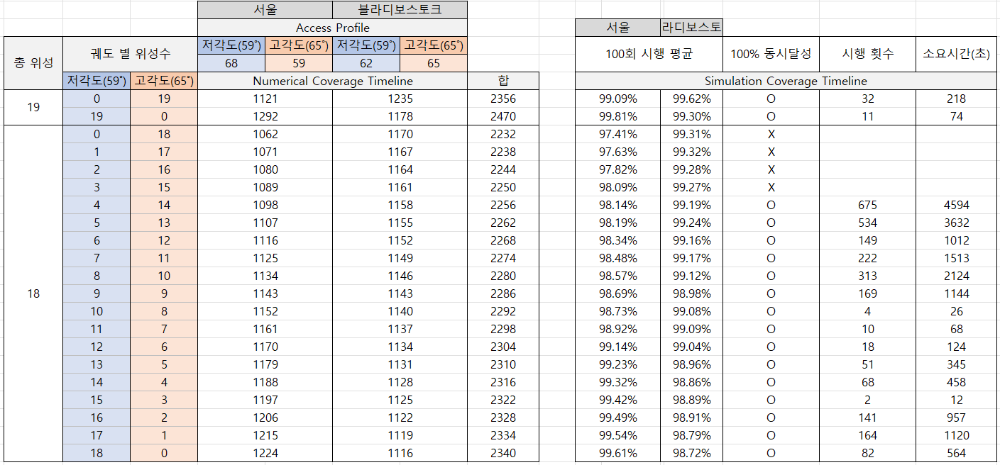 서울 블라디보스토크
Access Profile 서울 라디보스토
총 위성 궤도 별 위성수 저각도(59˚) 고각도(65˚) 저각도(59˚) 고각도(65˚) 100회 시행 평균 100% 동시달성 시행 횟수 소요시간(초)
68 59 62 65
저각도(59˚) 고각도(65˚) Numerical Coverage Timeline 합 Simulation Coverage Timeline
19 0 19 1121 1235 2356 99.09% 99.62% O 32 218
19 0 1292 1178 2470 99.81% 99.30% O 11 74
18 0 18 1062 1170 2232 97.41% 99.31% X
1 17 1071 1167 2238 97.63% 99.32% X
2 16 1080 1164 2244 97.82% 99.28% X
3 15 1089 1161 2250 98.09% 99.27% X
4 14 1098 1158 2256 98.14% 99.19% O 675 4594
5 13 1107 1155 2262 98.19% 99.24% O 534 3632
6 12 1116 1152 2268 98.34% 99.16% O 149 1012
7 11 1125 1149 2274 98.48% 99.17% O 222 1513
8 10 1134 1146 2280 98.57% 99.12% O 313 2124
9 9 1143 1143 2286 98.69% 98.98% O 169 1144
10 8 1152 1140 2292 98.73% 99.08% O 4 26
11 7 1161 1137 2298 98.92% 99.09% O 10 68
12 6 1170 1134 2304 99.14% 99.04% O 18 124
13 5 1179 1131 2310 99.23% 98.96% O 51 345
14 4 1188 1128 2316 99.32% 98.86% O 68 458
15 3 1197 1125 2322 99.42% 98.89% O 2 12
16 2 1206 1122 2328 99.49% 98.91% O 141 957
17 1 1215 1119 2334 99.54% 98.79% O 164 1120
18 0 1224 1116 2340 99.61% 98.72% O 82 564